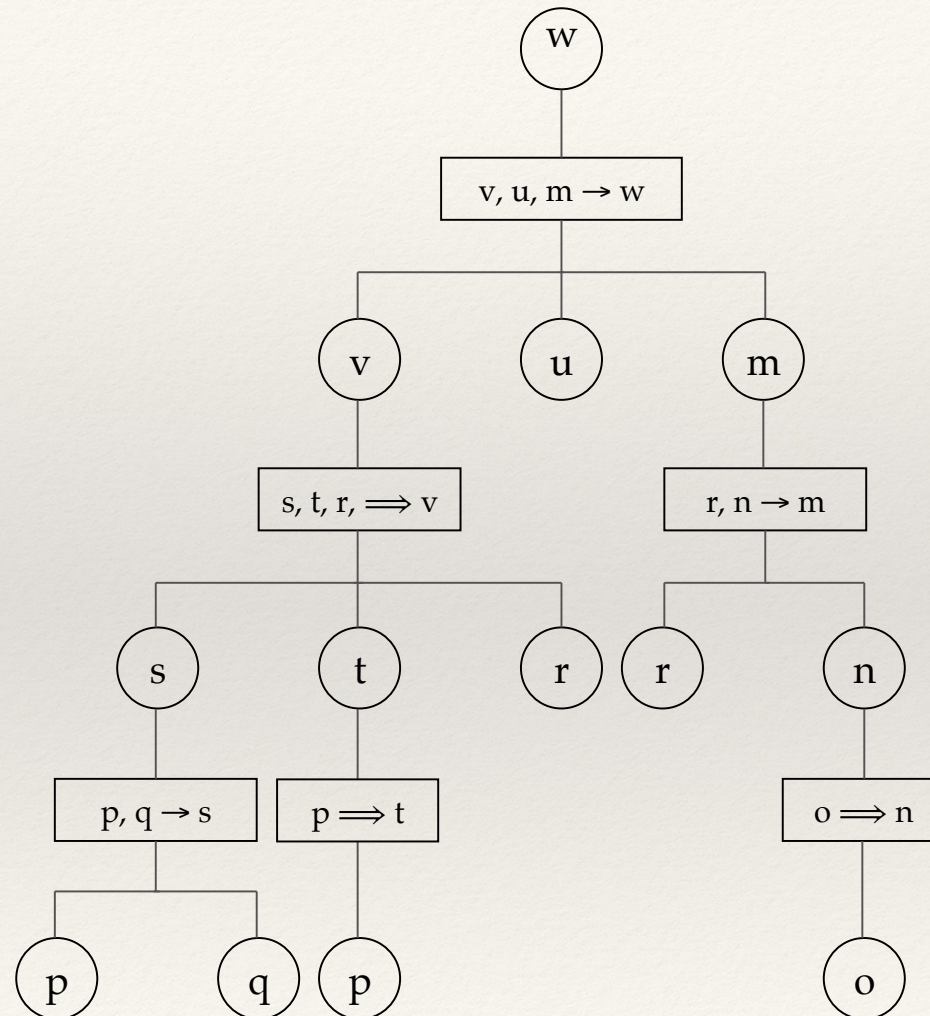 w
v, u, m → w
v
u
m
s, t, r, ⟹ v
r, n → m
s
t
r
r
n
p, q → s
p ⟹ t
o ⟹ n
p
q
p
o